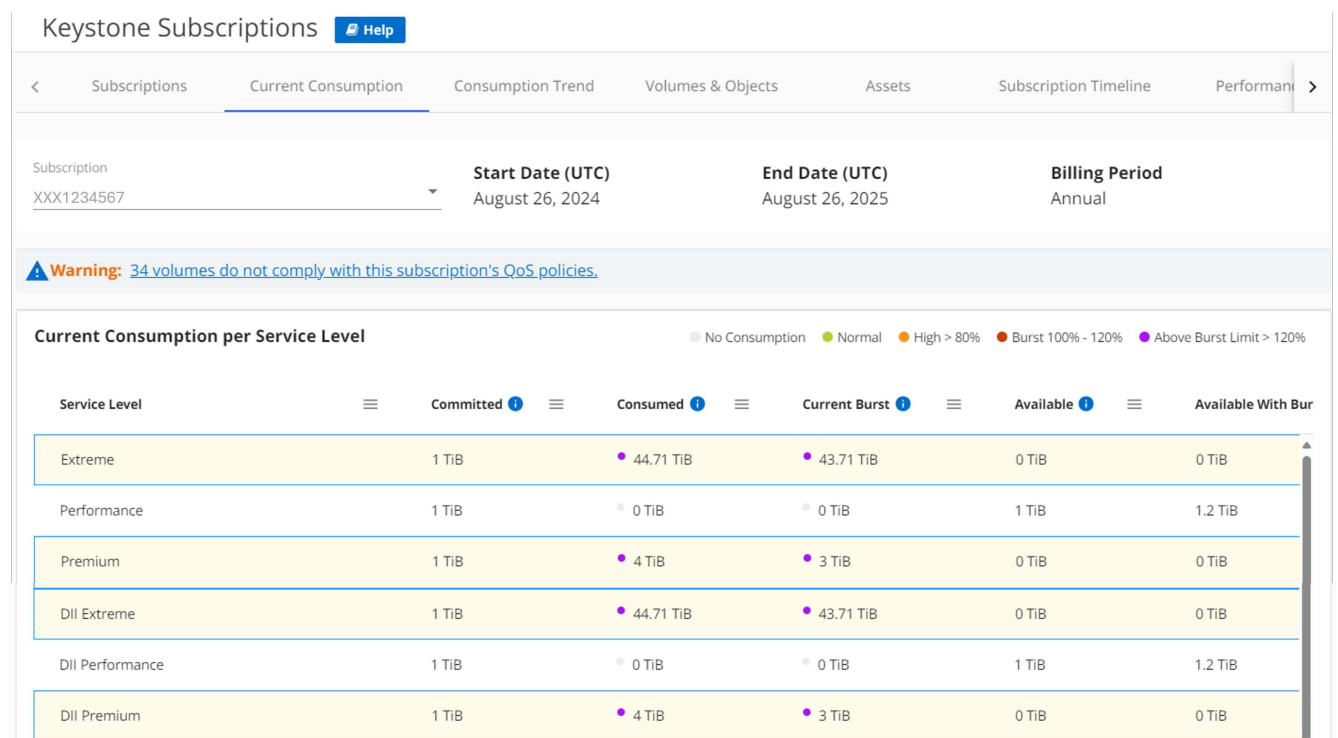 Keystone Subscriptions Help
Subscriptions Current Consumption Consumption Trend Volumes & Objects Assets Subscription Timeline Performan
Subscription Start Date (UTC) End Date (UTC) Billing Period
XXX1234567 August 26, 2024 August 26, 2025 Annual
Warning: 34 volumes do not comply with this subscription's QoS policies.
Current Consumption per Service Level No Consumption Normal High > 80% Burst 100% - 120% Above Burst Limit > 120%
Service Level Committed Consumed Current Burst Available Available With Bur
Extreme 1 TiB 44.71 TiB 43.71 TiB 0 TiB 0 TiB
Performance 1 TiB 0 TiB 0 TiB 1 TiB 1.2 TiB
Premium 1 TiB 4 TiB 3 TiB 0 TiB 0 TiB
DII Extreme 1 TiB 44.71 TiB 43.71 TiB 0 TiB 0 TiB
DII Performance 1 TiB 0 TiB 0 TiB 1 TiB 1.2 TiB
DII Premium 1 TiB 4 TiB 3 TiB 0 TiB 0 TiB